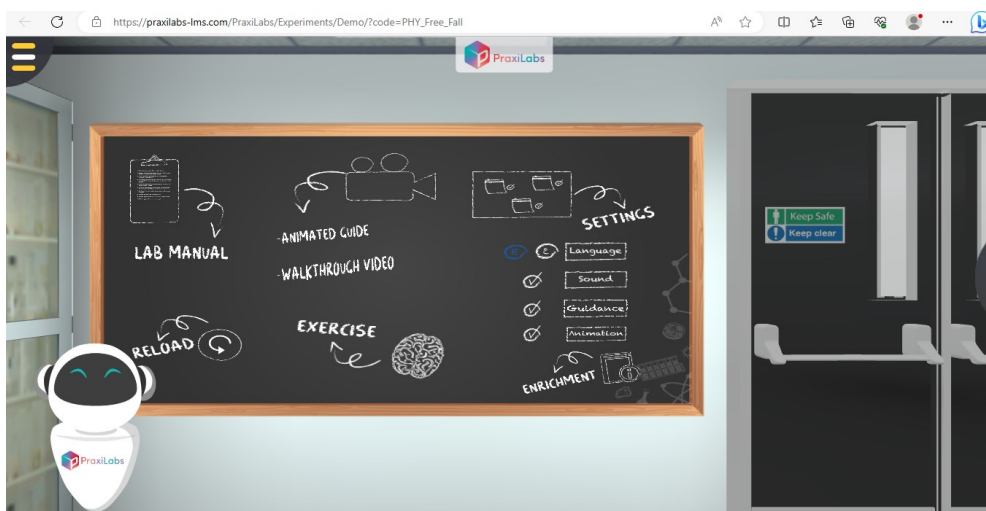 https://praxilabs-lms.com/PraxiLabs/Experiments/Demo/?code=PHY_Free_Fall
PraxiLabs
LAB MANUAL
-ANIMATED GUIDE
-WALKTHROUGH VIDEO
SETTINGS
Language
Sound
Guidance
Animation
RELOAD
EXERCISE
ENRICHMENT
Keep Safe
Keep clear
PraxiLabs